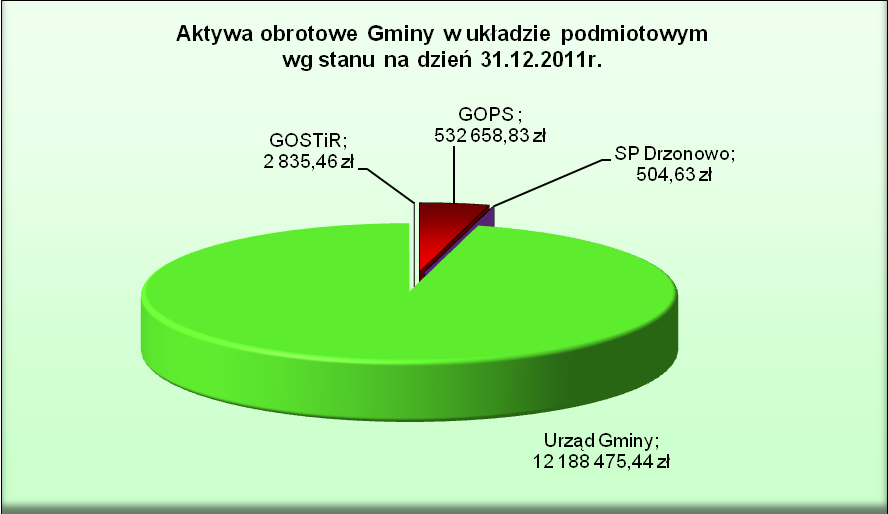 Aktywa obrotowe Gminy w układzie podmiotowym
wg stanu na dzień 31.12.2011r.
GOPS ;
532 658,83 zł
GOSTiR;
2 835,46 zł
SP Drzonowo;
504,63 zł
Urząd Gminy;
12 188 475,44 zł